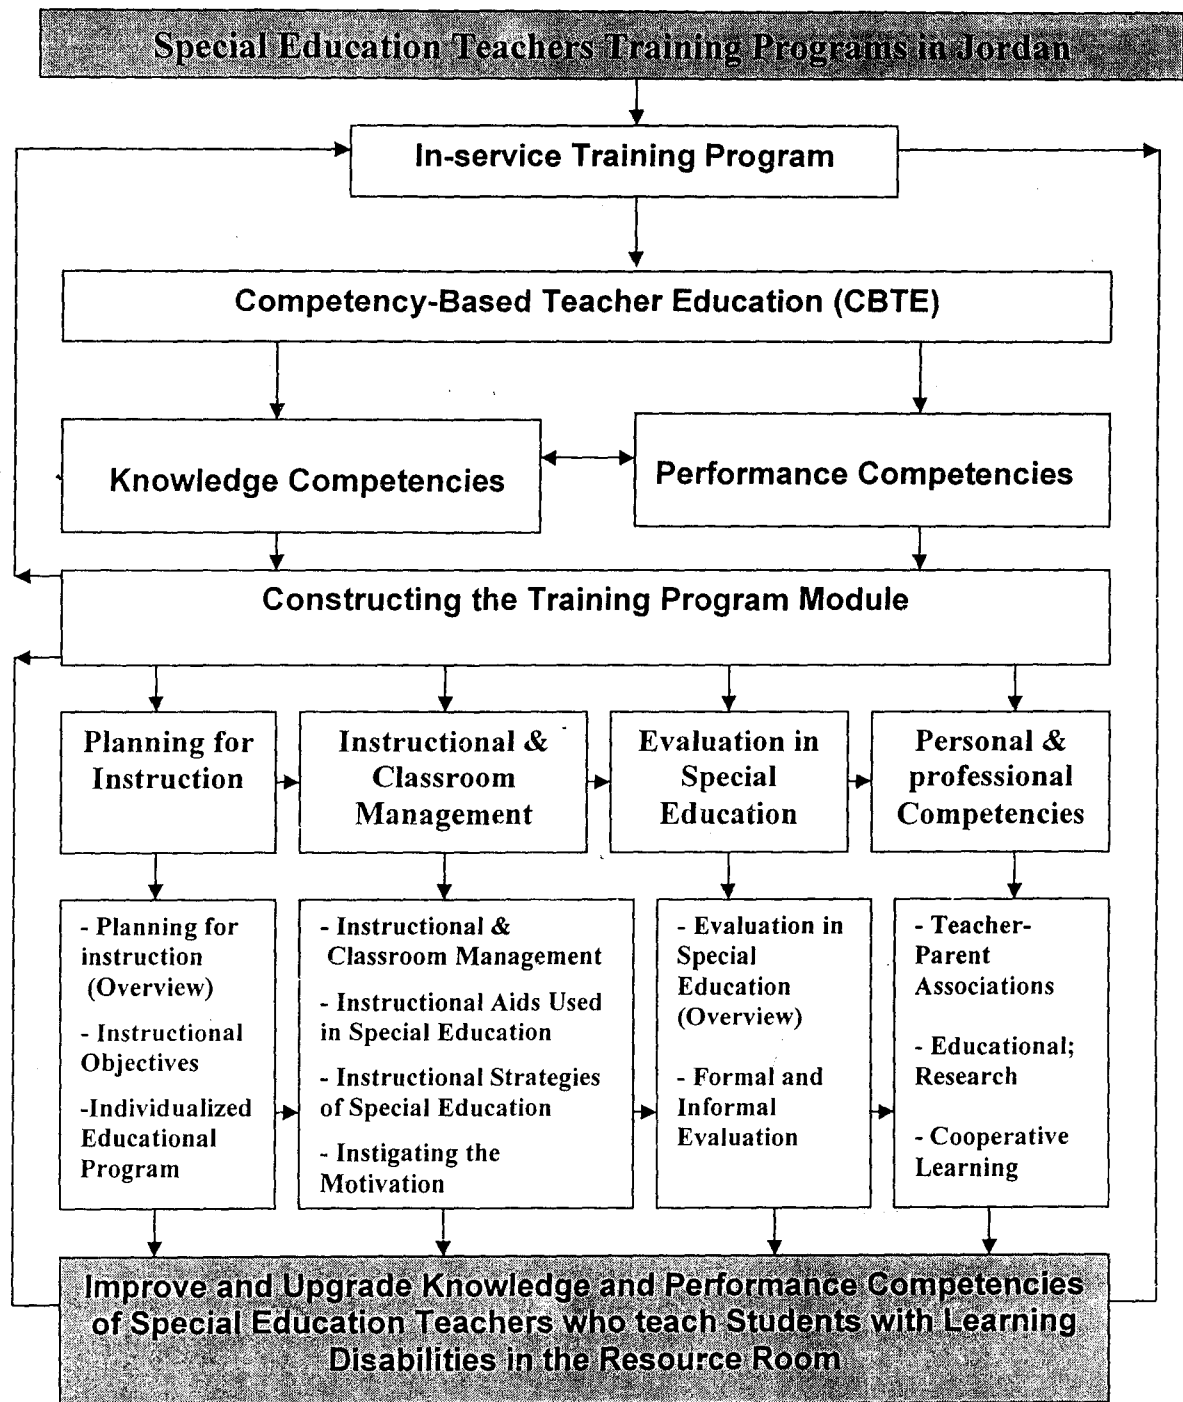 Special Education Teachers Training Programs in Jordan
In-service Training Program
Competency-Based Teacher Education (CBTE)
Knowledge Competencies
Performance Competencies
Constructing the Training Program Module
Planning for
Instruction
Instructional &
Classroom
Management
Evaluation in
Special
Education
Personal &
professional
Competencies
- Planning for
instruction
(Overview)
- Instructional
Objectives
-Individualized
Educational
Program
- Instructional &
Classroom Management
- Instructional Aids Used
in Special Education
- Instructional Strategies
of Special Education
- Instigating the
Motivation
- Evaluation in
Special
Education
(Overview)
- Formal and
Informal
Evaluation
- Teacher-
Parent
Associations
- Educational;
Research
- Cooperative
Learning
Improve and Upgrade Knowledge and Performance Competencies
of Special Education Teachers who teach Students with Learning
Disabilities in the Resource Room